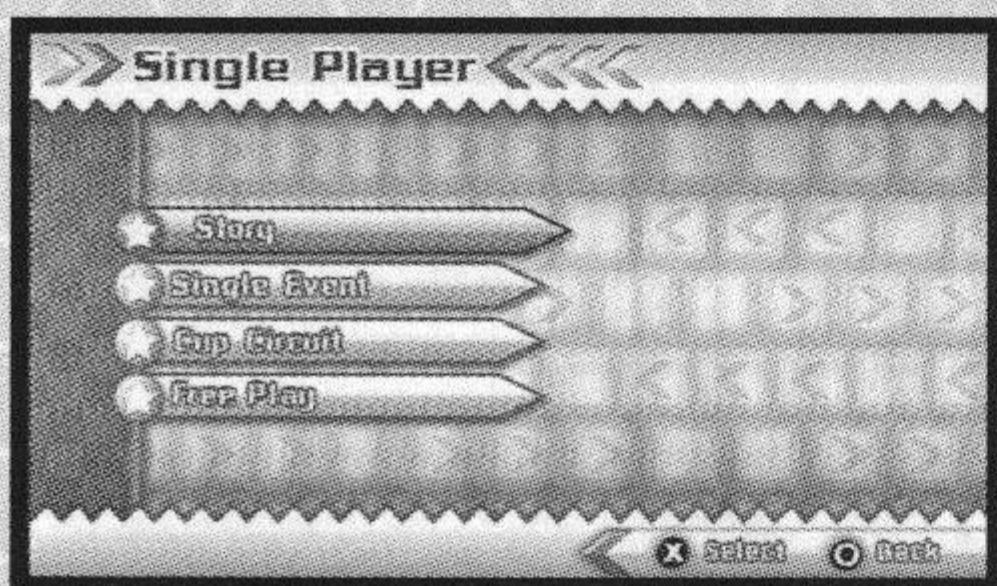 Single Player
Story
Single Event
Cup Circuit
Free Play
X Select O Back